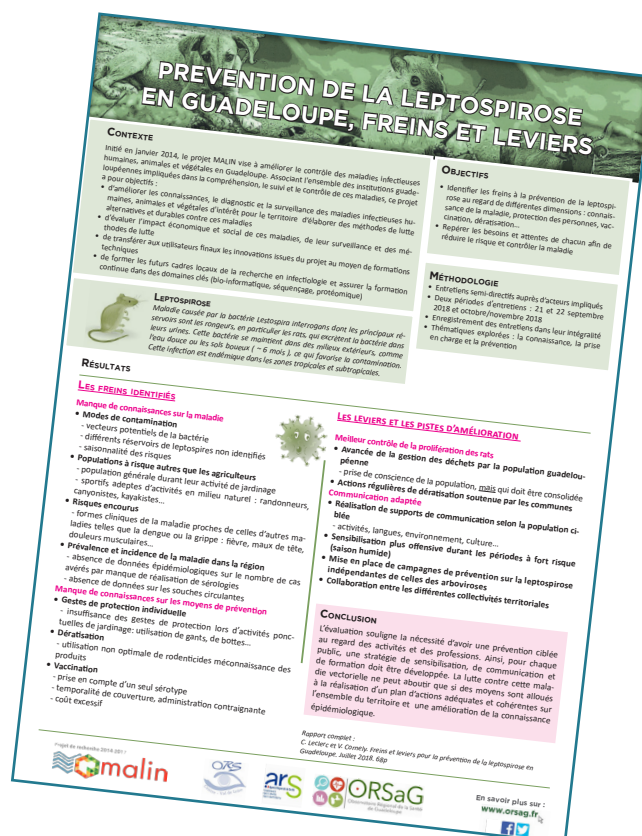 PREVENTION DE LA LEPTOSPIROSE
EN GUADELOUPE, FREINS ET LEVIERS
CONTEXTE
Initié en janvier 2014, le projet MALIN vise à améliorer le contrôle des maladies infectieuses
humaines, animales et végétales en Guadeloupe. Associant l'ensemble des institutions guade-
loupéennes impliquées dans la compréhension, le suivi et le contrôle de ces maladies, ce projet
a pour objectifs :
• d'améliorer les connaissances, le diagnostic et la surveillance des maladies infectieuses hu-
maines, animales et végétales d'intérêt pour le territoire d'élaborer des méthodes de lutte
alternatives et durables contre ces maladies
• d'évaluer l'impact économique et social de ces maladies, de leur surveillance et des mé-
thodes de lutte
• de transférer aux utilisateurs finaux les innovations issues du projet au moyen de formations
techniques
• de former les futurs cadres locaux de la recherche en infectiologie et assurer la formation
continue dans des domaines clés (bio-informatique, séquençage, protéomique)
OBJECTIFS
• Identifier les freins à la prévention de la leptospi-
rose au regard de différentes dimensions : connais-
sance de la maladie, protection des personnes, vac-
cination, dératisation...
• Repérer les besoins et attentes de chacun afin de
réduire le risque et contrôler la maladie
MÉTHODOLOGIE
• Entretiens semi-directifs auprès d'acteurs impliqués
• Deux périodes d'entretiens : 21 et 22 septembre
2018 et octobre/novembre 2018
• Enregistrement des entretiens dans leur intégralité
• Thématiques explorées : la connaissance, la prise
en charge et la prévention
LEPTOSPIROSE
Maladie causée par la bactérie Lestospira interrogans dont les principaux ré-
servoirs sont les rongeurs, en particulier les rats, qui excrètent la bactérie dans
leurs urines. Cette bactérie se maintient dans des milieux extérieurs, comme
l'eau douce ou les sols boueux ( ~ 6 mois ), ce qui favorise la contamination.
Cette infection est endémique dans les zones tropicales et subtropicales.
RÉSULTATS
LES FREINS IDENTIFIÉS
Manque de connaissances sur la maladie
• Modes de contamination
- vecteurs potentiels de la bactérie
- différents réservoirs de leptospires non identifiés
- saisonnalité des risques
• Populations à risque autres que les agriculteurs
- population générale durant leur activité de jardinage
- sportifs adeptes d'activités en milieu naturel : randonneurs,
canyonistes, kayakistes...
• Risques encourus
- formes cliniques de la maladie proches de celles d'autres ma-
ladies telles que la dengue ou la grippe : fièvre, maux de tête,
douleurs musculaires...
• Prévalence et incidence de la maladie dans la région
- absence de données épidémiologiques sur le nombre de cas
avérés par manque de réalisation de sérologies
- absence de données sur les souches circulantes
Manque de connaissances sur les moyens de prévention
• Gestes de protection individuelle
- insuffisance des gestes de protection lors d'activités ponc-
tuelles de jardinage: utilisation de gants, de bottes...
• Dératisation
- utilisation non optimale de rodenticides méconnaissance des
produits
• Vaccination
- prise en compte d'un seul sérotype
- temporalité de couverture, administration contraignante
- coût excessif
LES LEVIERS ET LES PISTES D'AMÉLIORATION
Meilleur contrôle de la prolifération des rats
• Avancée de la gestion des déchets par la population guadelou-
péenne
- prise de conscience de la population, mais qui doit être consolidée
• Actions régulières de dératisation soutenue par les communes
Communication adaptée
• Réalisation de supports de communication selon la population ci-
blée
- activités, langues, environnement, culture...
• Sensibilisation plus offensive durant les périodes à fort risque
(saison humide)
• Mise en place de campagnes de prévention sur la leptospirose
indépendantes de celles des arboviroses
• Collaboration entre les différentes collectivités territoriales
CONCLUSION
L'évaluation souligne la nécessité d'avoir une prévention ciblée
au regard des activités et des professions. Ainsi, pour chaque
public, une stratégie de sensibilisation, de communication et
de formation doit être développée. La lutte contre cette mala-
die vectorielle ne peut aboutir que si des moyens sont alloués
à la réalisation d'un plan d'actions adéquates et cohérentes sur
l'ensemble du territoire et une amélioration de la connaissance
épidémiologique.
Rapport complet :
C. Leclerc et V. Cornely. Freins et leviers pour la prévention de la leptospirose en
Guadeloupe. Juillet 2018, 68p
Projet de recherche 2014-201
malin
ORS
ars
ORSaG
Observatoire Régional de la Santé
de Guadeloupe
En savoir plus sur :
www.orsag.fr